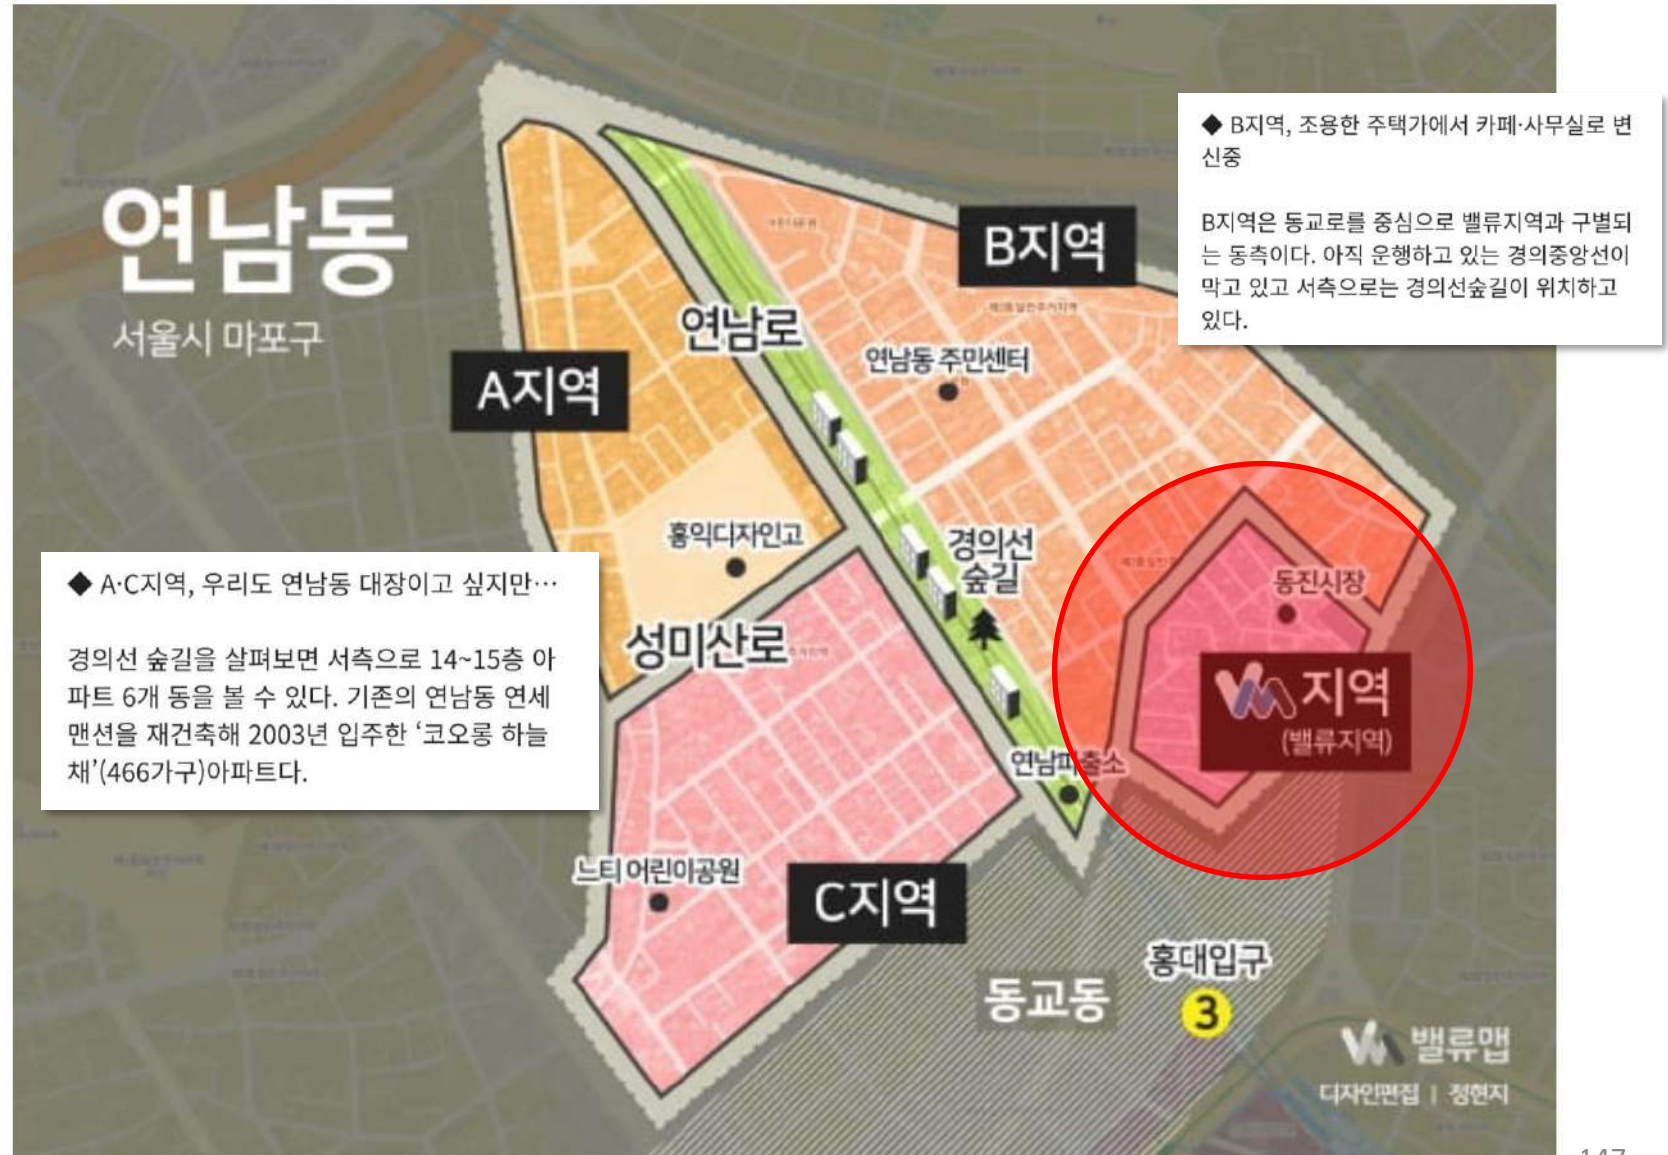 연남동
서울시 마포구
◆ B지역, 조용한 주택가에서 카페·사무실로 변
신중
B지역은 동교로를 중심으로 밸류지역과 구별되
는 동측이다. 아직 운행하고 있는 경의중앙선이
막고 있고 서측으로는 경의선숲길이 위치하고
있다.
B지역
연남로
연남동 주민센터
A지역
홍익디자인고
경의선
숲길
동진시장
◆ A·C지역, 우리도 연남동 대장이고 싶지만…
경의선 숲길을 살펴보면 서측으로 14~15층 아
파트 6개 동을 볼 수 있다. 기존의 연남동 연세
맨션을 재건축해 2003년 입주한 ‘코오롱 하늘
채’(466가구)아파트다.
성미산로
지역
(밸류지역)
연남파출소
느티 어린이공원
C지역
동교동
홍대입구
3
밸류맵
디자인편집 | 정현지